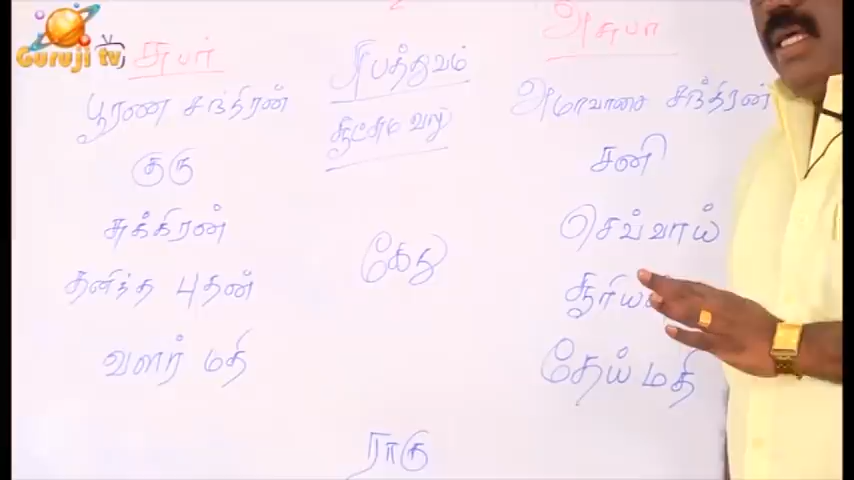 Guruji tv
சுபர்
பூரண சந்திரன்
குரு
சுக்கிரன்
தனித்த புதன்
வளர் மதி
சுபத்துவம்
சூட்சும வலு
கேது
ராகு
அசுபர்
அமாவாசை சந்திரன்
சனி
செவ்வாய்
சூரிய
தேய் மதி